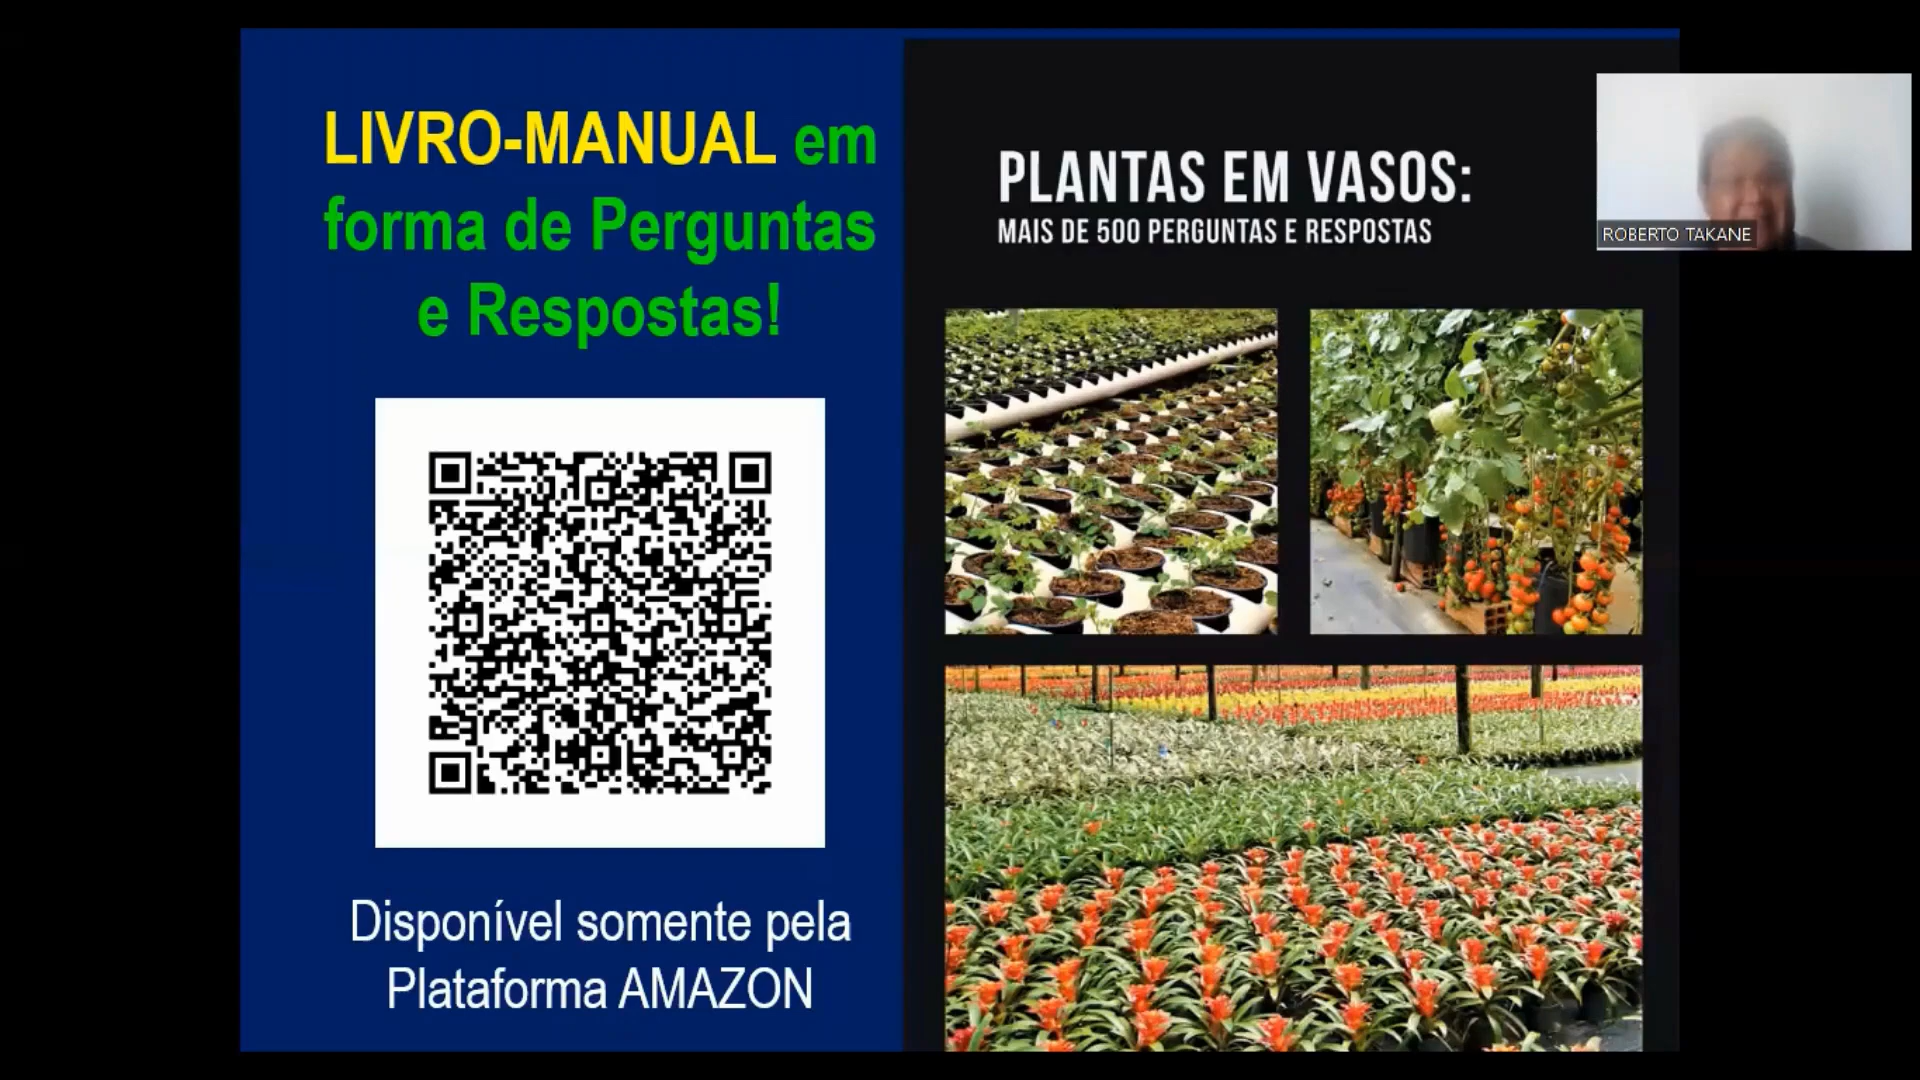 LIVRO-MANUAL em
forma de Perguntas
e Respostas!
Disponível somente pela
Plataforma AMAZON
PLANTAS EM VASOS:
MAIS DE 500 PERGUNTAS E RESPOSTAS
ROBERTO TAKANE